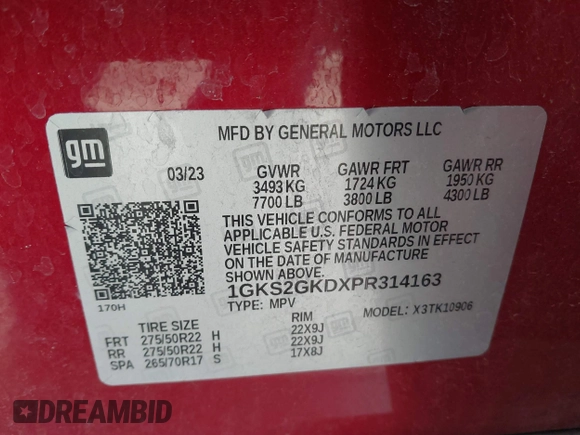 gm
MFD BY GENERAL MOTORS LLC
03/23 GVWR GAWR FRT GAWR RR
3493 KG 1724 KG 1950 KG
7700 LB 3800 LB 4300 LB
THIS VEHICLE CONFORMS TO ALL
APPLICABLE U.S. FEDERAL MOTOR
VEHICLE SAFETY STANDARDS IN EFFECT
ON THE DATE OF MANUFACTURE
SHOWN ABOVE.
1GKS2GKDXPR314163
170H
TYPE: MPV MODEL: X3TK10906
TIRE SIZE RIM
FRT 275/50R22 H 22X9J
RR 275/50R22 H 22X9J
SPA 265/70R17 S 17X8J
DREAMBID